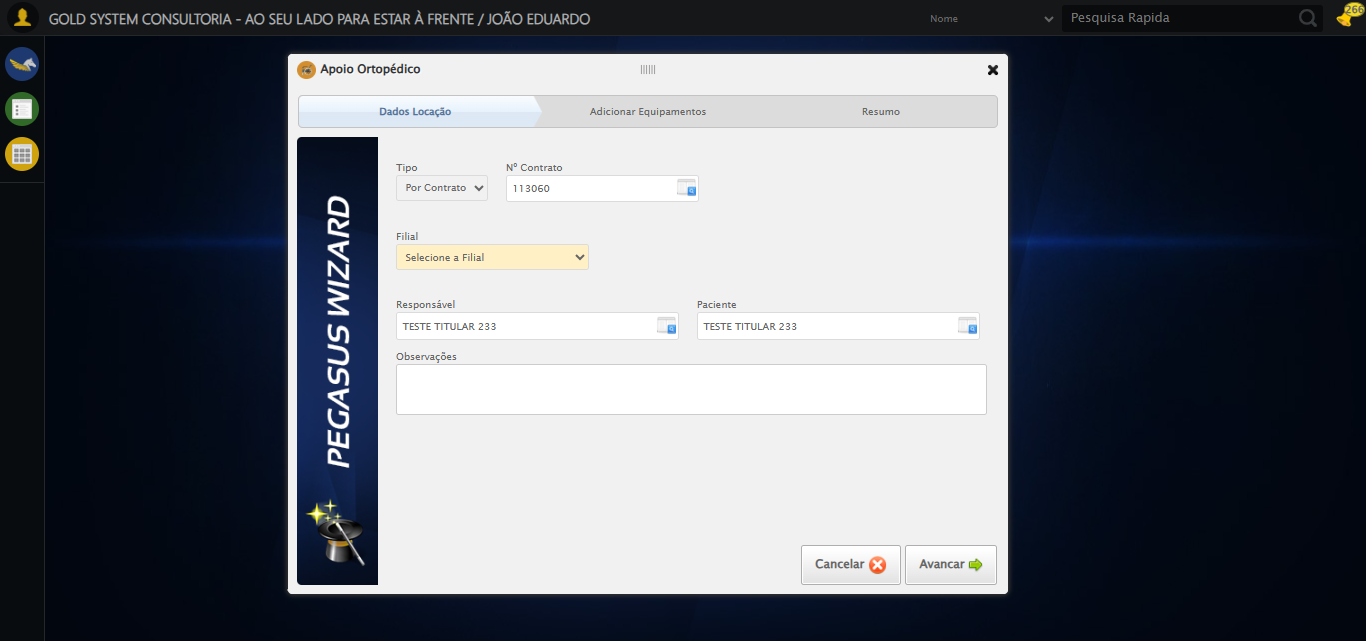 GOLD SYSTEM CONSULTORIA - AO SEU LADO PARA ESTAR À FRENTE / JOÃO EDUARDO
Nome
Pesquisa Rapida
266
Apoio Ortopédico
Dados Locação
Adicionar Equipamentos
Resumo
PEGASUS WIZARD
Tipo
Nº Contrato
Por Contrato
113060
Filial
Selecione a Filial
Responsável
Paciente
TESTE TITULAR 233
TESTE TITULAR 233
Observações
Cancelar
Avancar